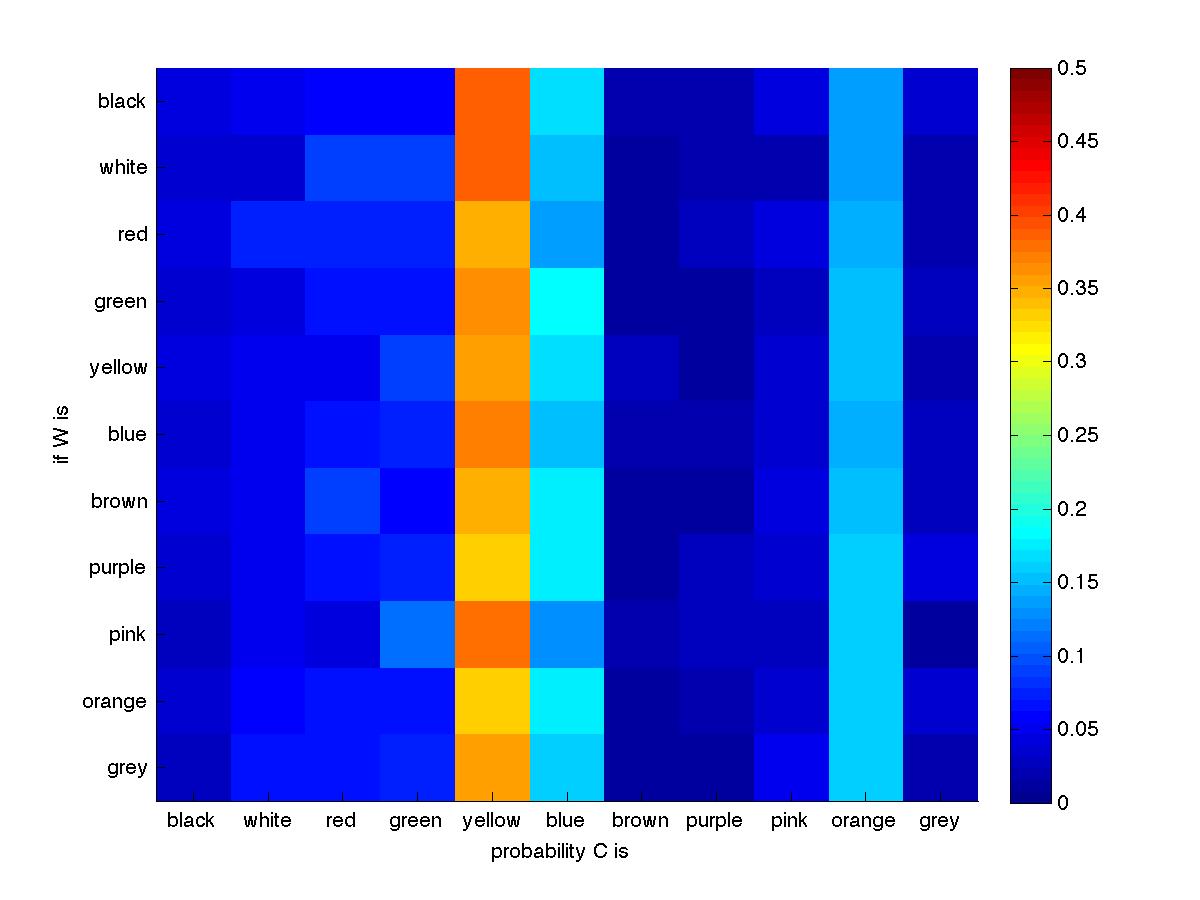 if W is
black
white
red
green
yellow
blue
brown
purple
pink
orange
grey
black white red green yellow blue brown purple pink orange grey
probability C is
0.5
0.45
0.4
0.35
0.3
0.25
0.2
0.15
0.1
0.05
0